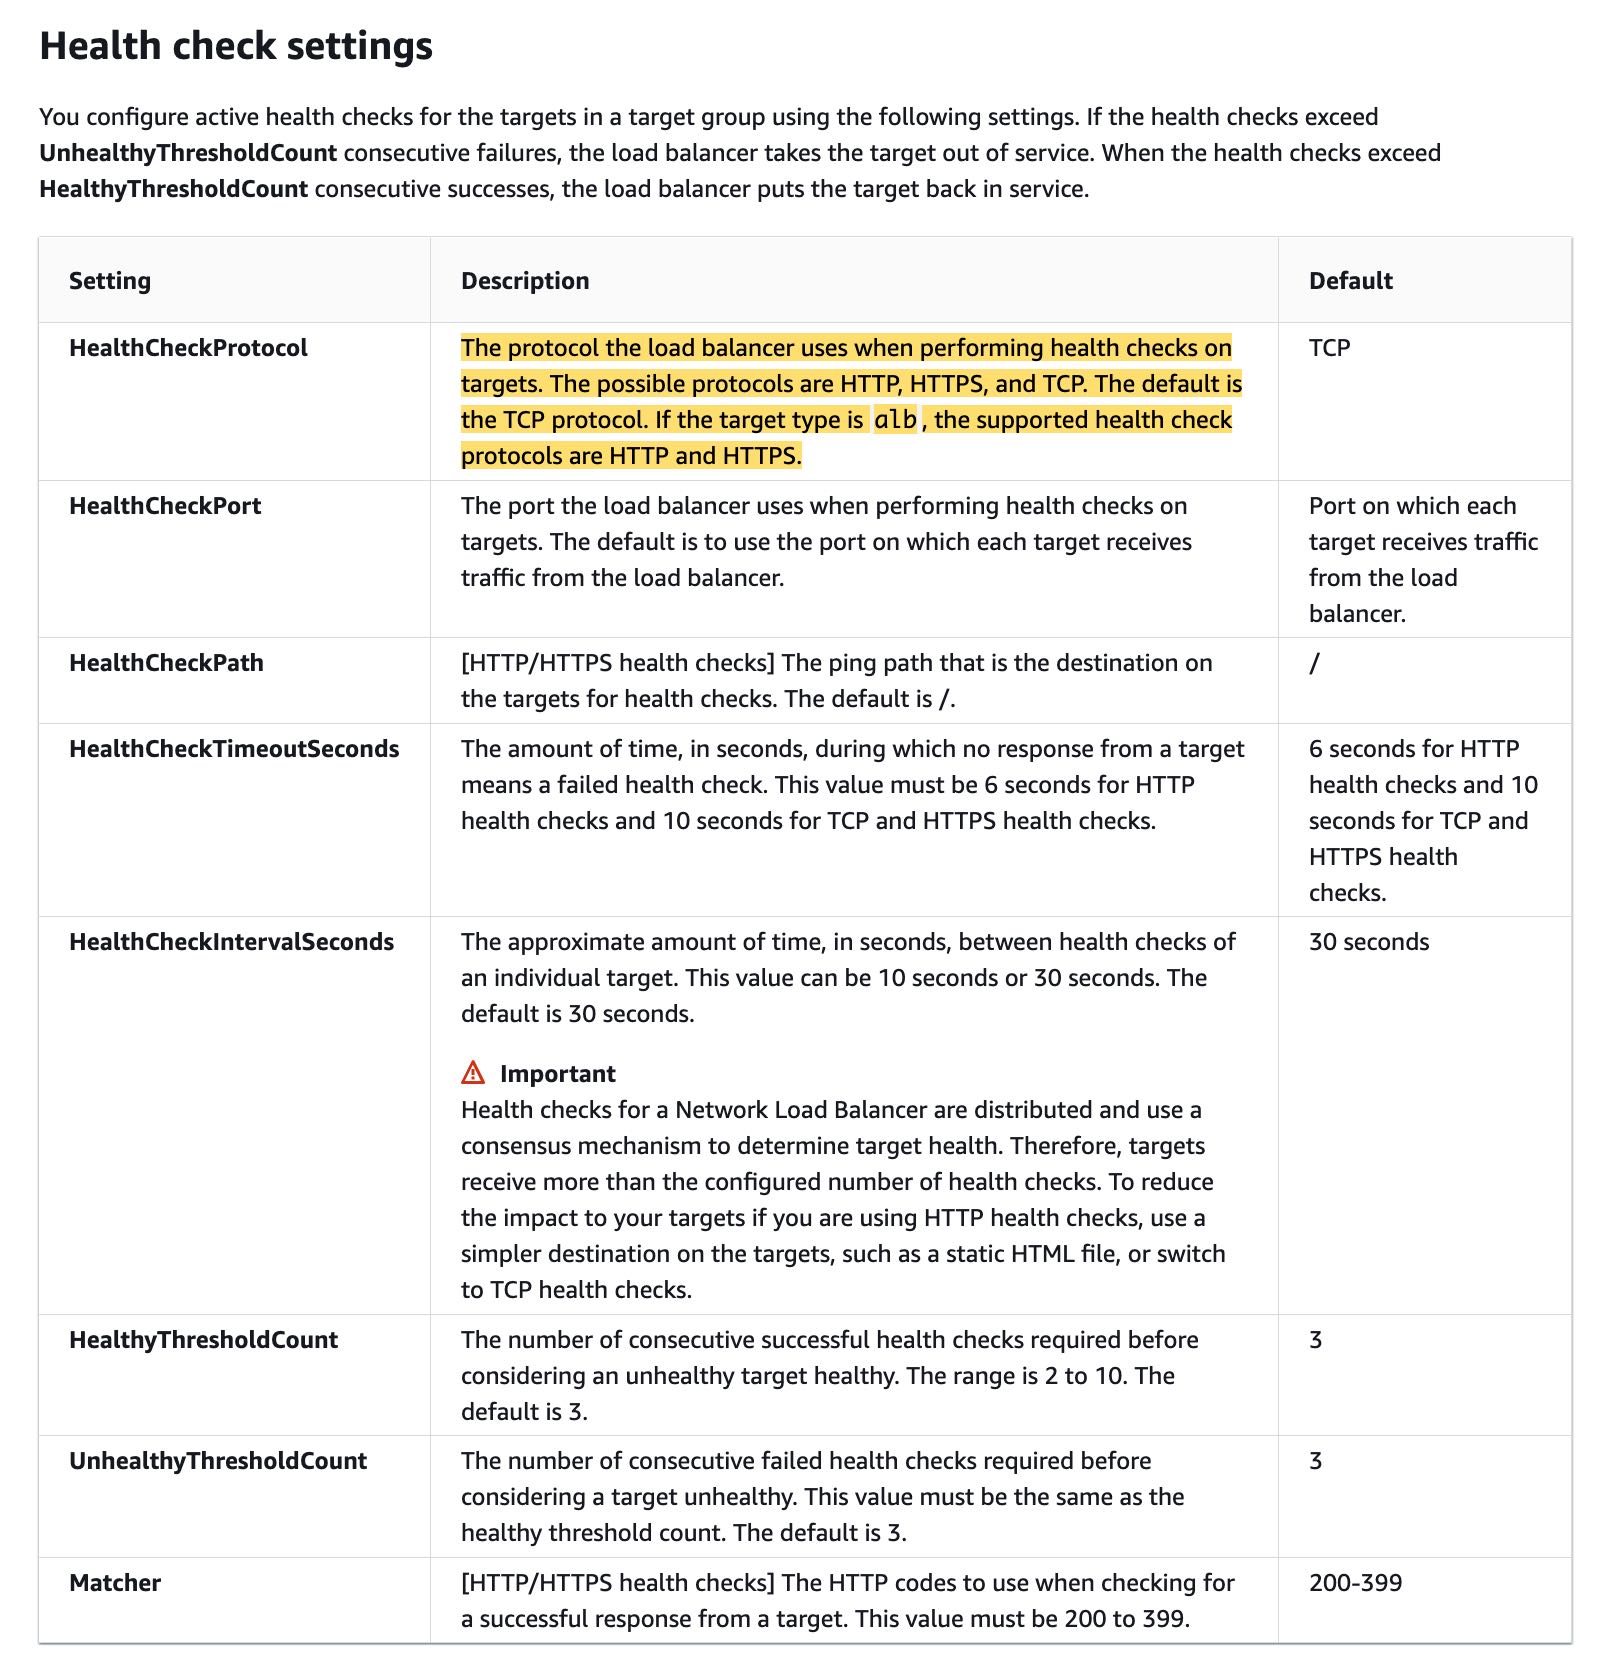 Health check settings
You configure active health checks for the targets in a target group using the following settings. If the health checks exceed
UnhealthyThresholdCount consecutive failures, the load balancer takes the target out of service. When the health checks exceed
HealthyThresholdCount consecutive successes, the load balancer puts the target back in service.
Setting Description Default
HealthCheckProtocol The protocol the load balancer uses when performing health checks on TCP
targets. The possible protocols are HTTP, HTTPS, and TCP. The default is
the TCP protocol. If the target type is alb, the supported health check
protocols are HTTP and HTTPS.
HealthCheckPort The port the load balancer uses when performing health checks on Port on which each
targets. The default is to use the port on which each target receives target receives traffic
traffic from the load balancer. from the load
balancer.
HealthCheckPath [HTTP/HTTPS health checks] The ping path that is the destination on /
the targets for health checks. The default is /.
HealthCheckTimeoutSeconds The amount of time, in seconds, during which no response from a target 6 seconds for HTTP
means a failed health check. This value must be 6 seconds for HTTP health checks and 10
health checks and 10 seconds for TCP and HTTPS health checks. seconds for TCP and
HTTPS health
checks.
HealthCheckIntervalSeconds The approximate amount of time, in seconds, between health checks of 30 seconds
an individual target. This value can be 10 seconds or 30 seconds. The
default is 30 seconds.
Important
Health checks for a Network Load Balancer are distributed and use a
consensus mechanism to determine target health. Therefore, targets
receive more than the configured number of health checks. To reduce
the impact to your targets if you are using HTTP health checks, use a
simpler destination on the targets, such as a static HTML file, or switch
to TCP health checks.
HealthyThresholdCount The number of consecutive successful health checks required before 3
considering an unhealthy target healthy. The range is 2 to 10. The
default is 3.
UnhealthyThresholdCount The number of consecutive failed health checks required before 3
considering a target unhealthy. This value must be the same as the
healthy threshold count. The default is 3.
Matcher [HTTP/HTTPS health checks] The HTTP codes to use when checking for 200-399
a successful response from a target. This value must be 200 to 399.